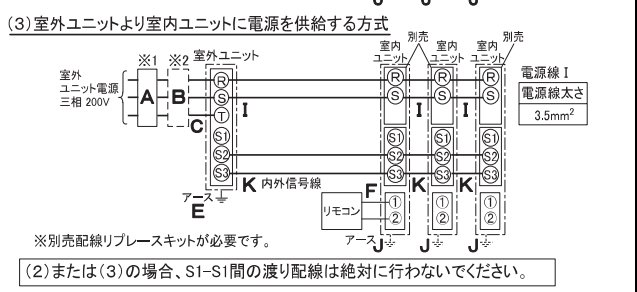 (3)室外ユニットより室内ユニットに電源を供給する方式
別売 別売
※1 ※2 室外ユニット 室内ユニット 室内ユニット 室内ユニット
室外ユニット電源
三相 200V
A B C
R S T S1 S2 S3
I I I
R S S1 S2 S3 ① ②
R S S1 S2 S3 ① ②
R S S1 S2 S3 ① ②
電源線 I
電源線太さ
3.5mm²
K 内外信号線 F K K
アース
E
リモコン
アース J J J
※別売配線リプレースキットが必要です。
(2)または(3)の場合、S1-S1間の渡り配線は絶対に行わないでください。